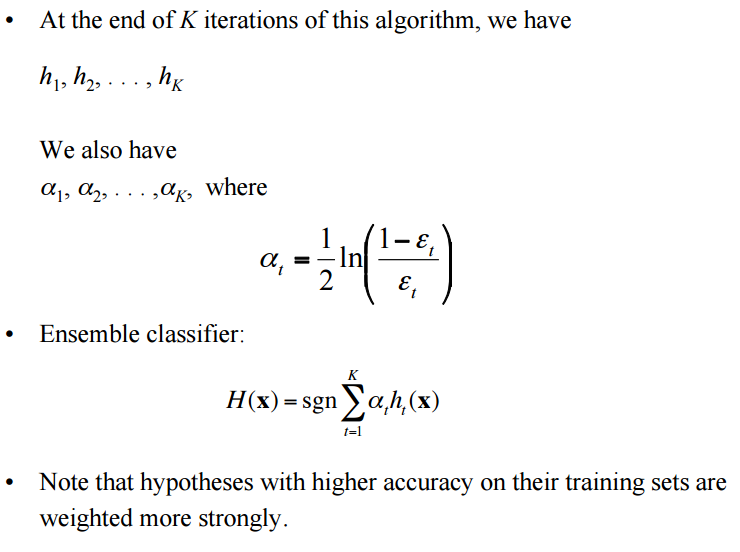 • At the end of K iterations of this algorithm, we have
h₁, h₂, . . . , h_K
We also have
α₁, α₂, . . . ,α_K, where
α_t = 1/2 ln((1 − ε_t)/ε_t)
• Ensemble classifier:
H(x) = sgn ∑_{t=1}^{K} α_t h_t(x)
• Note that hypotheses with higher accuracy on their training sets are
weighted more strongly.